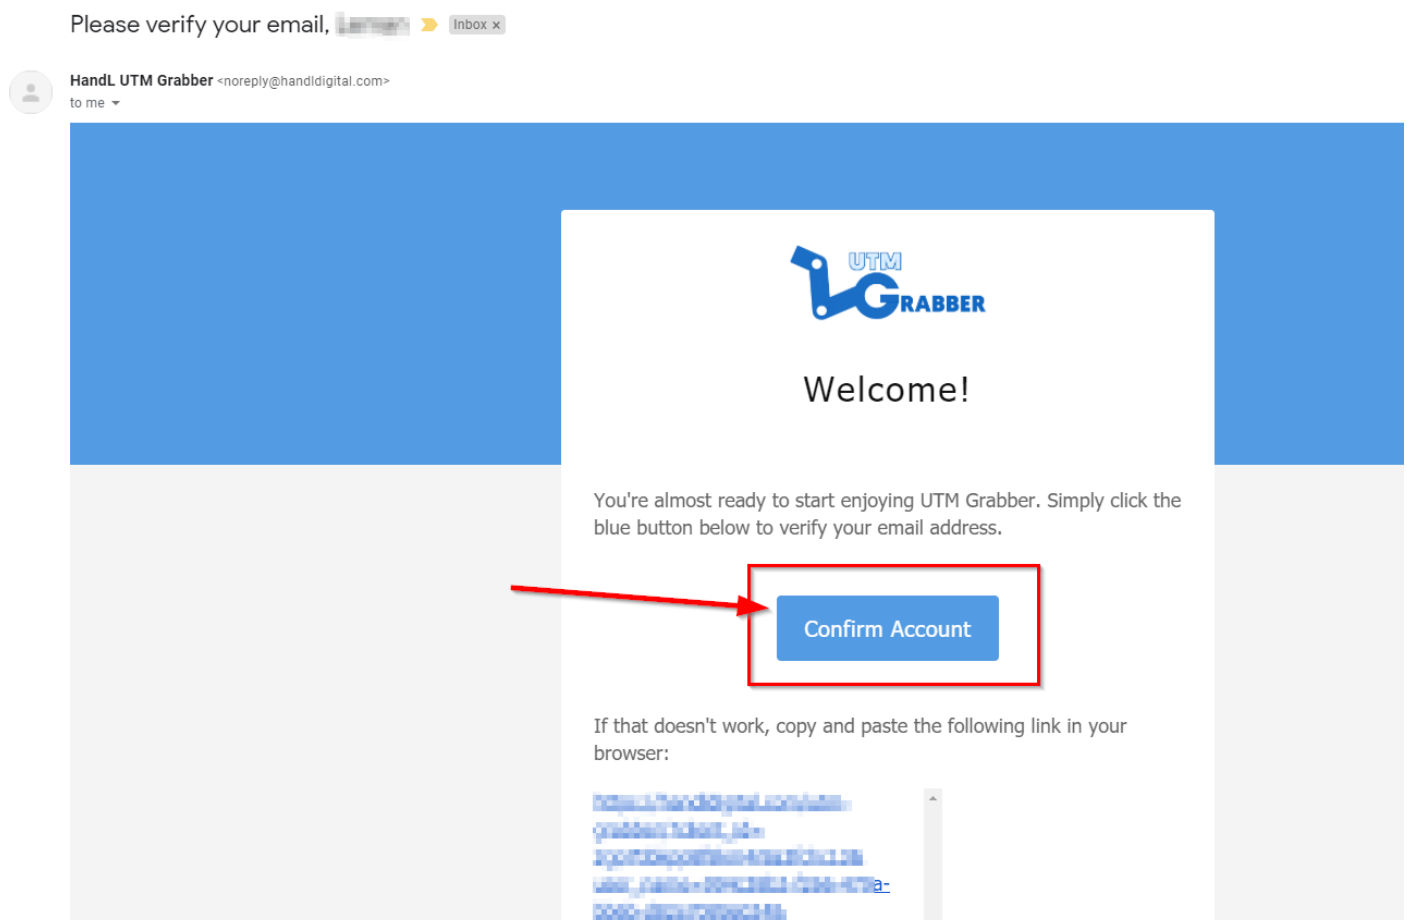 Please verify your email,
Inbox x
HandL UTM Grabber <noreply@handldigital.com>
to me
UTM
GRABBER
Welcome!
You're almost ready to start enjoying UTM Grabber. Simply click the
blue button below to verify your email address.
Confirm Account
If that doesn't work, copy and paste the following link in your
browser: